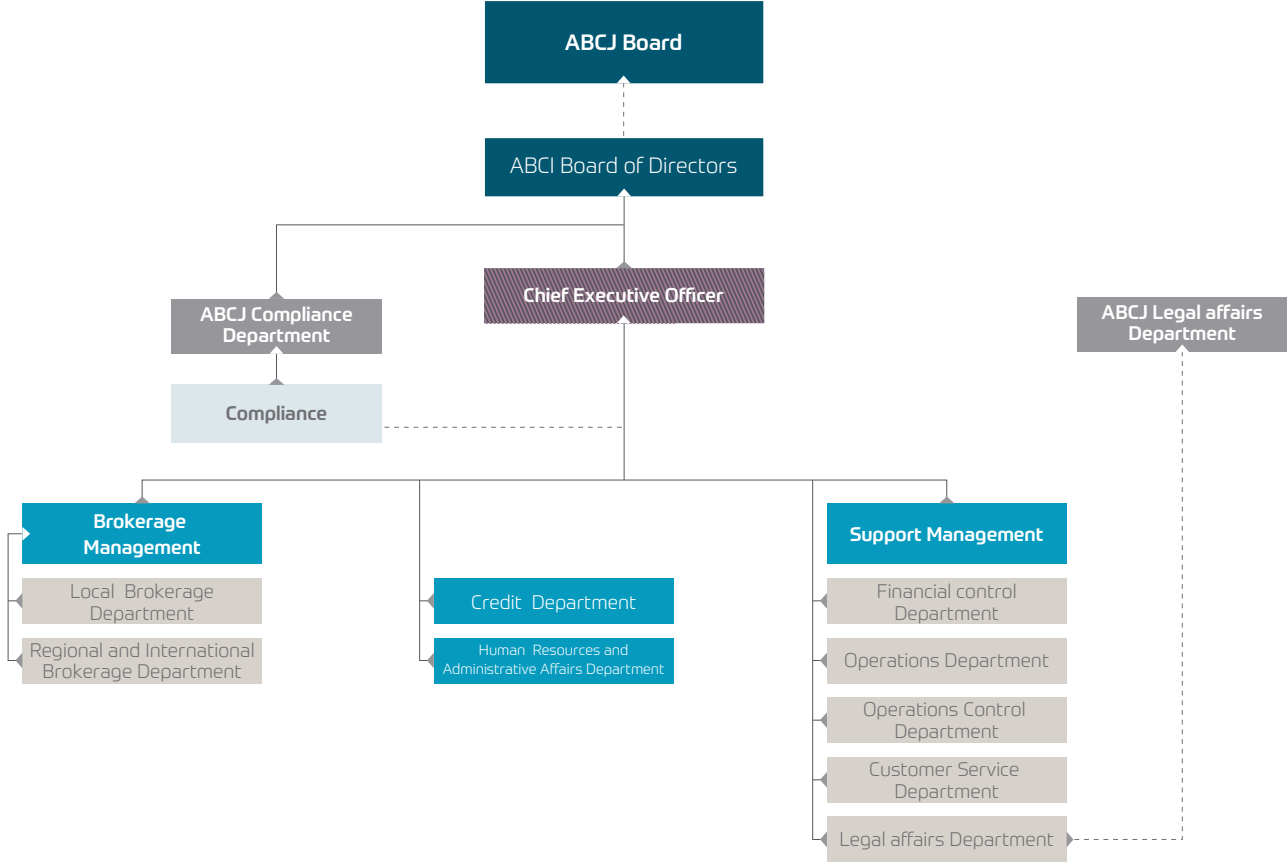 ABCJ Board
ABCI Board of Directors
Chief Executive Officer
ABCJ Compliance
Department
ABCJ Legal affairs
Department
Compliance
Brokerage
Management
Local Brokerage
Department
Regional and International
Brokerage Department
Credit Department
Human Resources and
Administrative Affairs Department
Support Management
Financial control
Department
Operations Department
Operations Control
Department
Customer Service
Department
Legal affairs Department